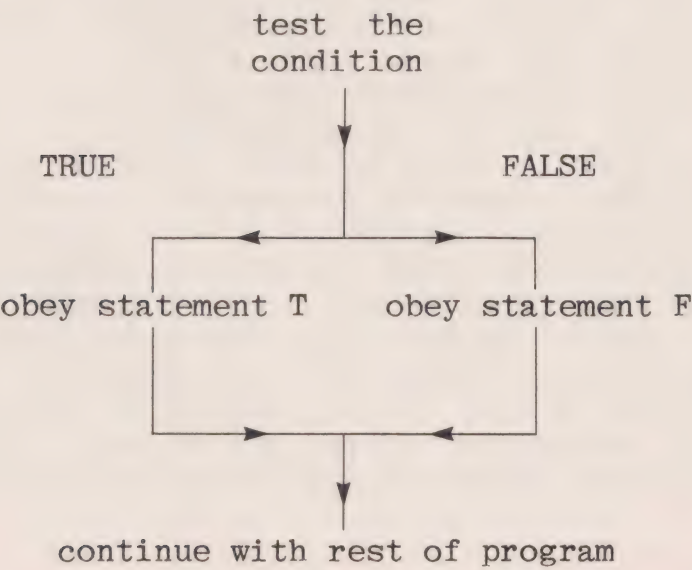 test the
condition
TRUE FALSE
obey statement T obey statement F
continue with rest of program